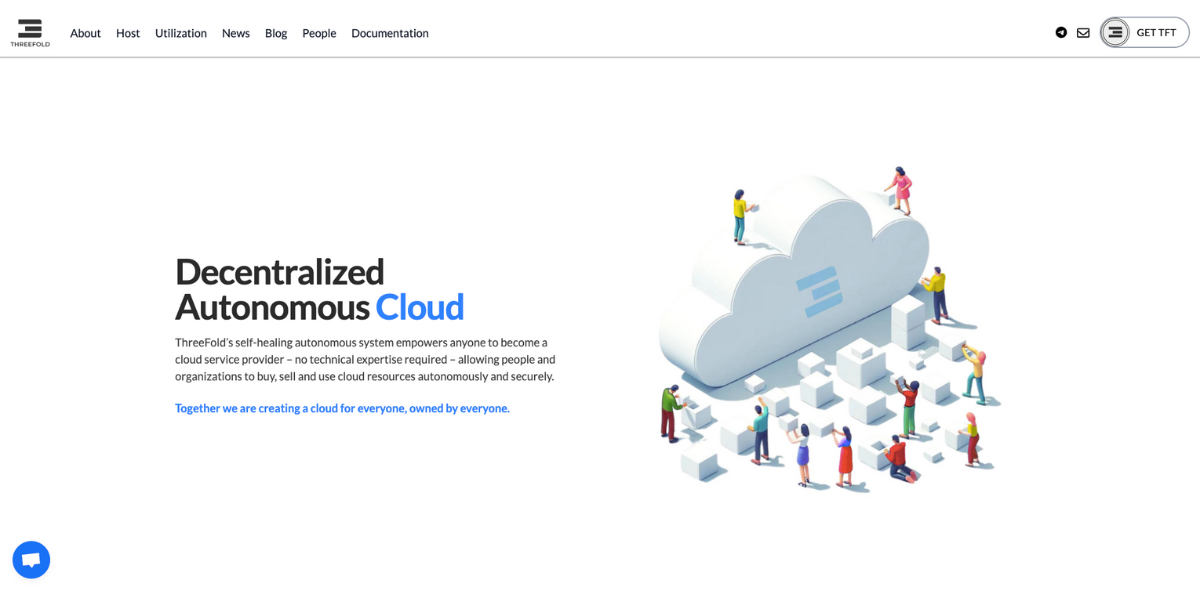 THREEFOLD
About Host Utilization News Blog People Documentation
GET TFT
Decentralized
Autonomous Cloud
ThreeFold’s self-healing autonomous system empowers anyone to become a
cloud service provider – no technical expertise required – allowing people and
organizations to buy, sell and use cloud resources autonomously and securely.
Together we are creating a cloud for everyone, owned by everyone.